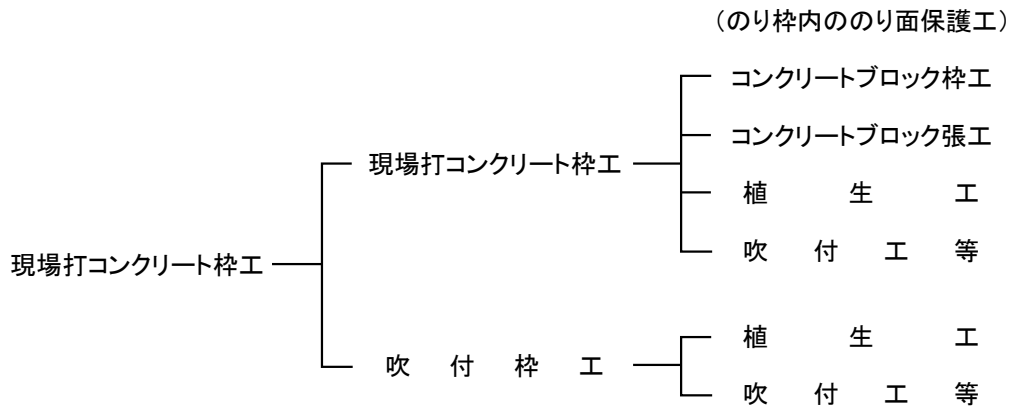 (のり枠内ののり面保護工)
コンクリートブロック枠工
コンクリートブロック張工
現場打コンクリート枠工
植生工
吹付工等
現場打コンクリート枠工
植生工
吹付枠工
吹付工等